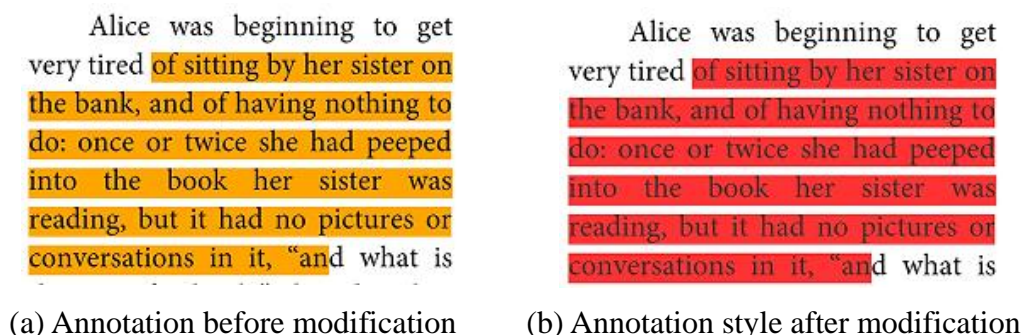 Alice was beginning to get
very tired of sitting by her sister on
the bank, and of having nothing to
do: once or twice she had peeped
into the book her sister was
reading, but it had no pictures or
conversations in it, “and what is
(a) Annotation before modification
Alice was beginning to get
very tired of sitting by her sister on
the bank, and of having nothing to
do: once or twice she had peeped
into the book her sister was
reading, but it had no pictures or
conversations in it, “and what is
(b) Annotation style after modification